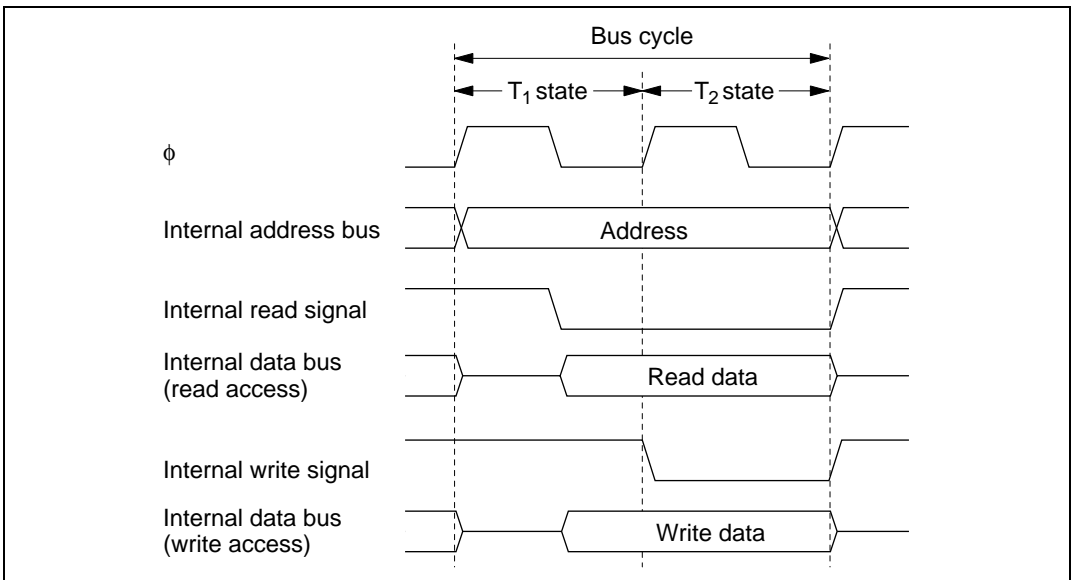 Bus cycle
T1 state
T2 state
ϕ
Internal address bus
Address
Internal read signal
Internal data bus
(read access)
Read data
Internal write signal
Internal data bus
(write access)
Write data